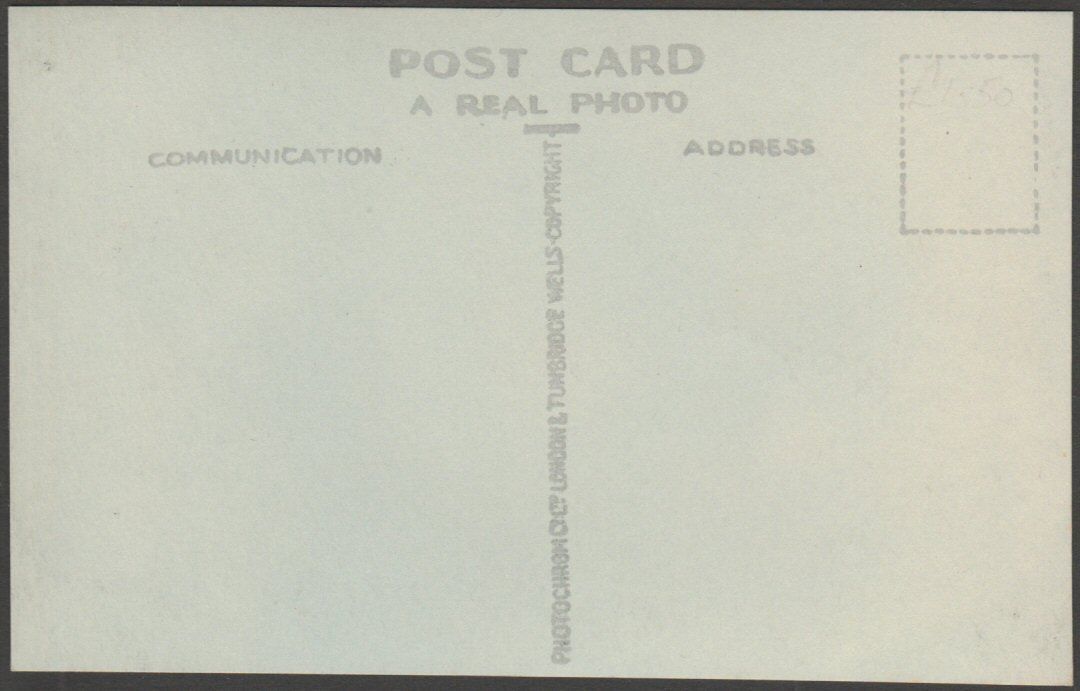 POST CARD
A REAL PHOTO
COMMUNICATION
ADDRESS
PHOTOCHROM Cº Lᵀᴰ LONDON & TUNBRIDGE WELLS-COPYRIGHT